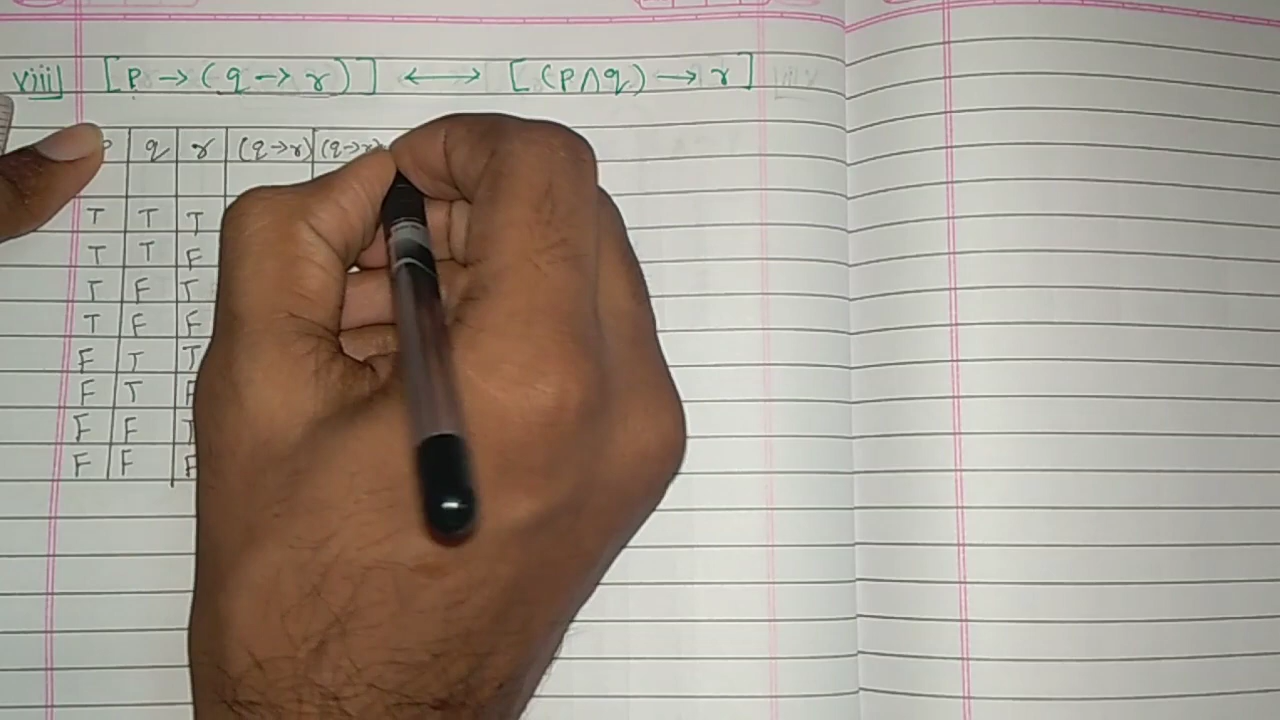 viii] [p → (q → r)] ⟷ [(p∧q) → r]
p q r (q→r) (q→r)
T T T
T T F
T F T
T F F
F T T
F T F
F F T
F F F